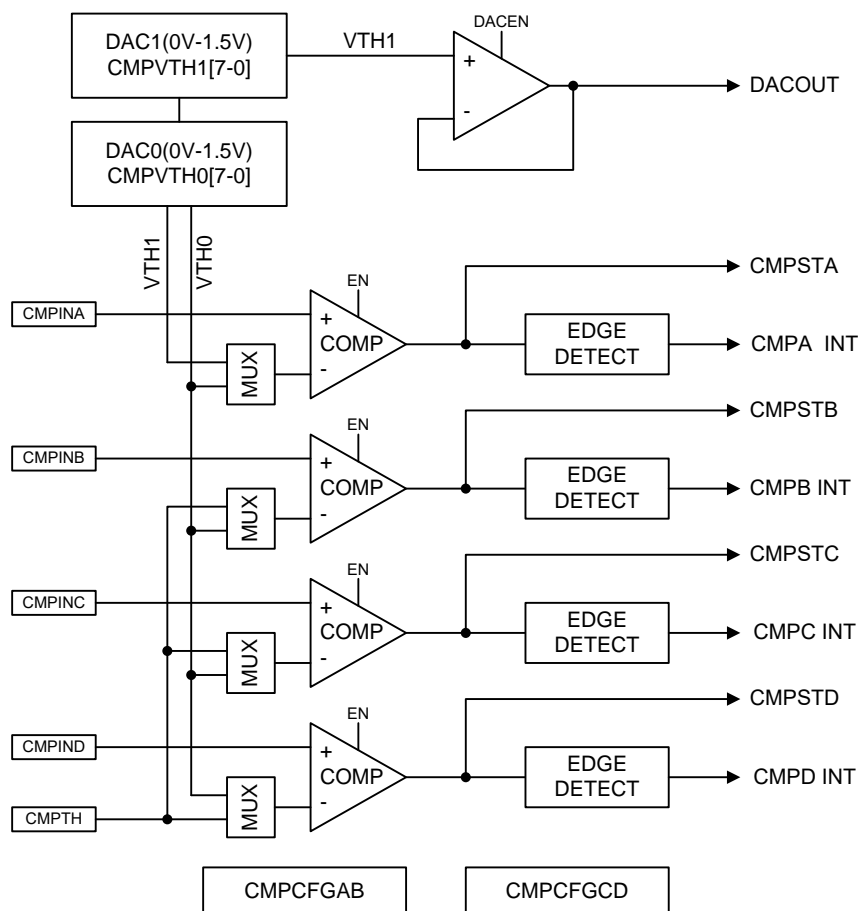 DAC1(0V-1.5V)
CMPVTH1[7-0]
VTH1
DACEN
+
-
DACOUT
DAC0(0V-1.5V)
CMPVTH0[7-0]
VTH1
VTH0
CMPSTA
CMPINA
EN
+
COMP
-
MUX
EDGE
DETECT
CMPA INT
CMPSTB
CMPINB
EN
+
COMP
-
MUX
EDGE
DETECT
CMPB INT
CMPSTC
CMPINC
EN
+
COMP
-
MUX
EDGE
DETECT
CMPC INT
CMPSTD
CMPIND
EN
+
COMP
-
MUX
EDGE
DETECT
CMPD INT
CMPTH
CMPCFGAB
CMPCFGCD